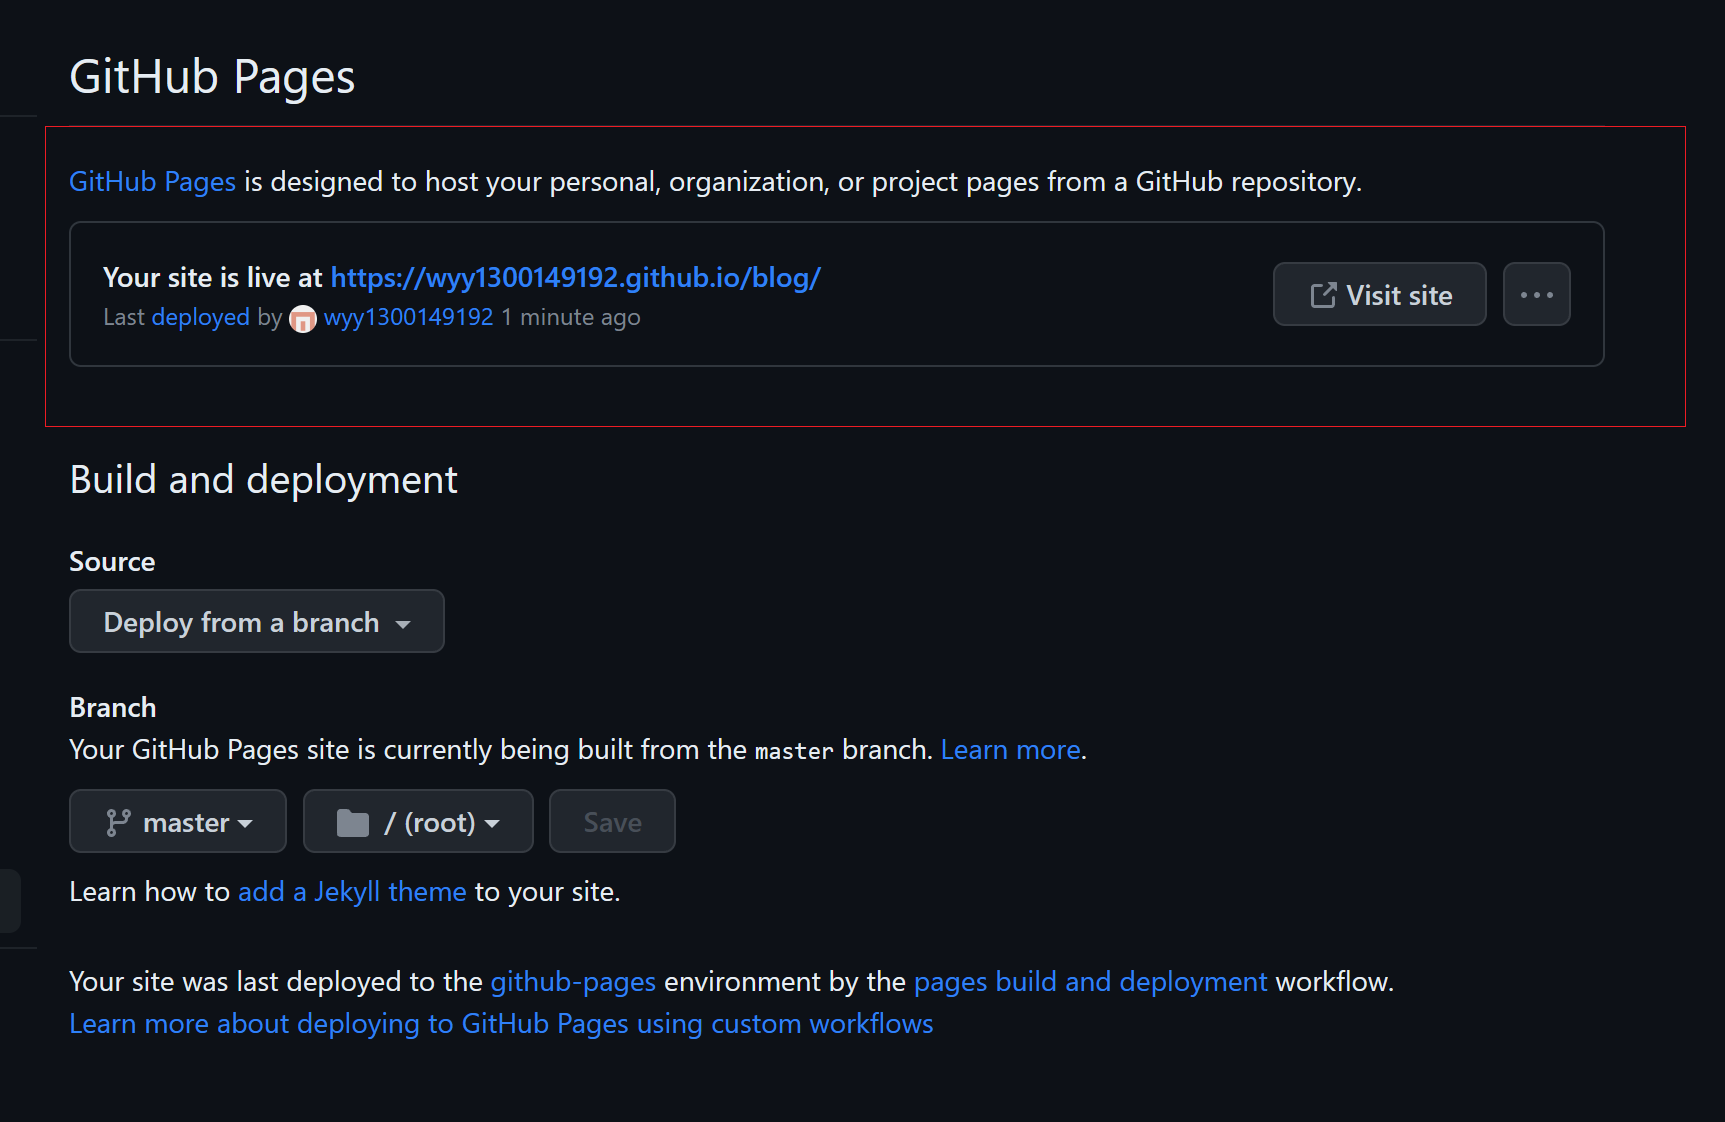 GitHub Pages
GitHub Pages is designed to host your personal, organization, or project pages from a GitHub repository.
Your site is live at https://wyy1300149192.github.io/blog/
Last deployed by wyy1300149192 1 minute ago
Visit site
Build and deployment
Source
Deploy from a branch
Branch
Your GitHub Pages site is currently being built from the master branch. Learn more.
master
/ (root)
Save
Learn how to add a Jekyll theme to your site.
Your site was last deployed to the github-pages environment by the pages build and deployment workflow.
Learn more about deploying to GitHub Pages using custom workflows